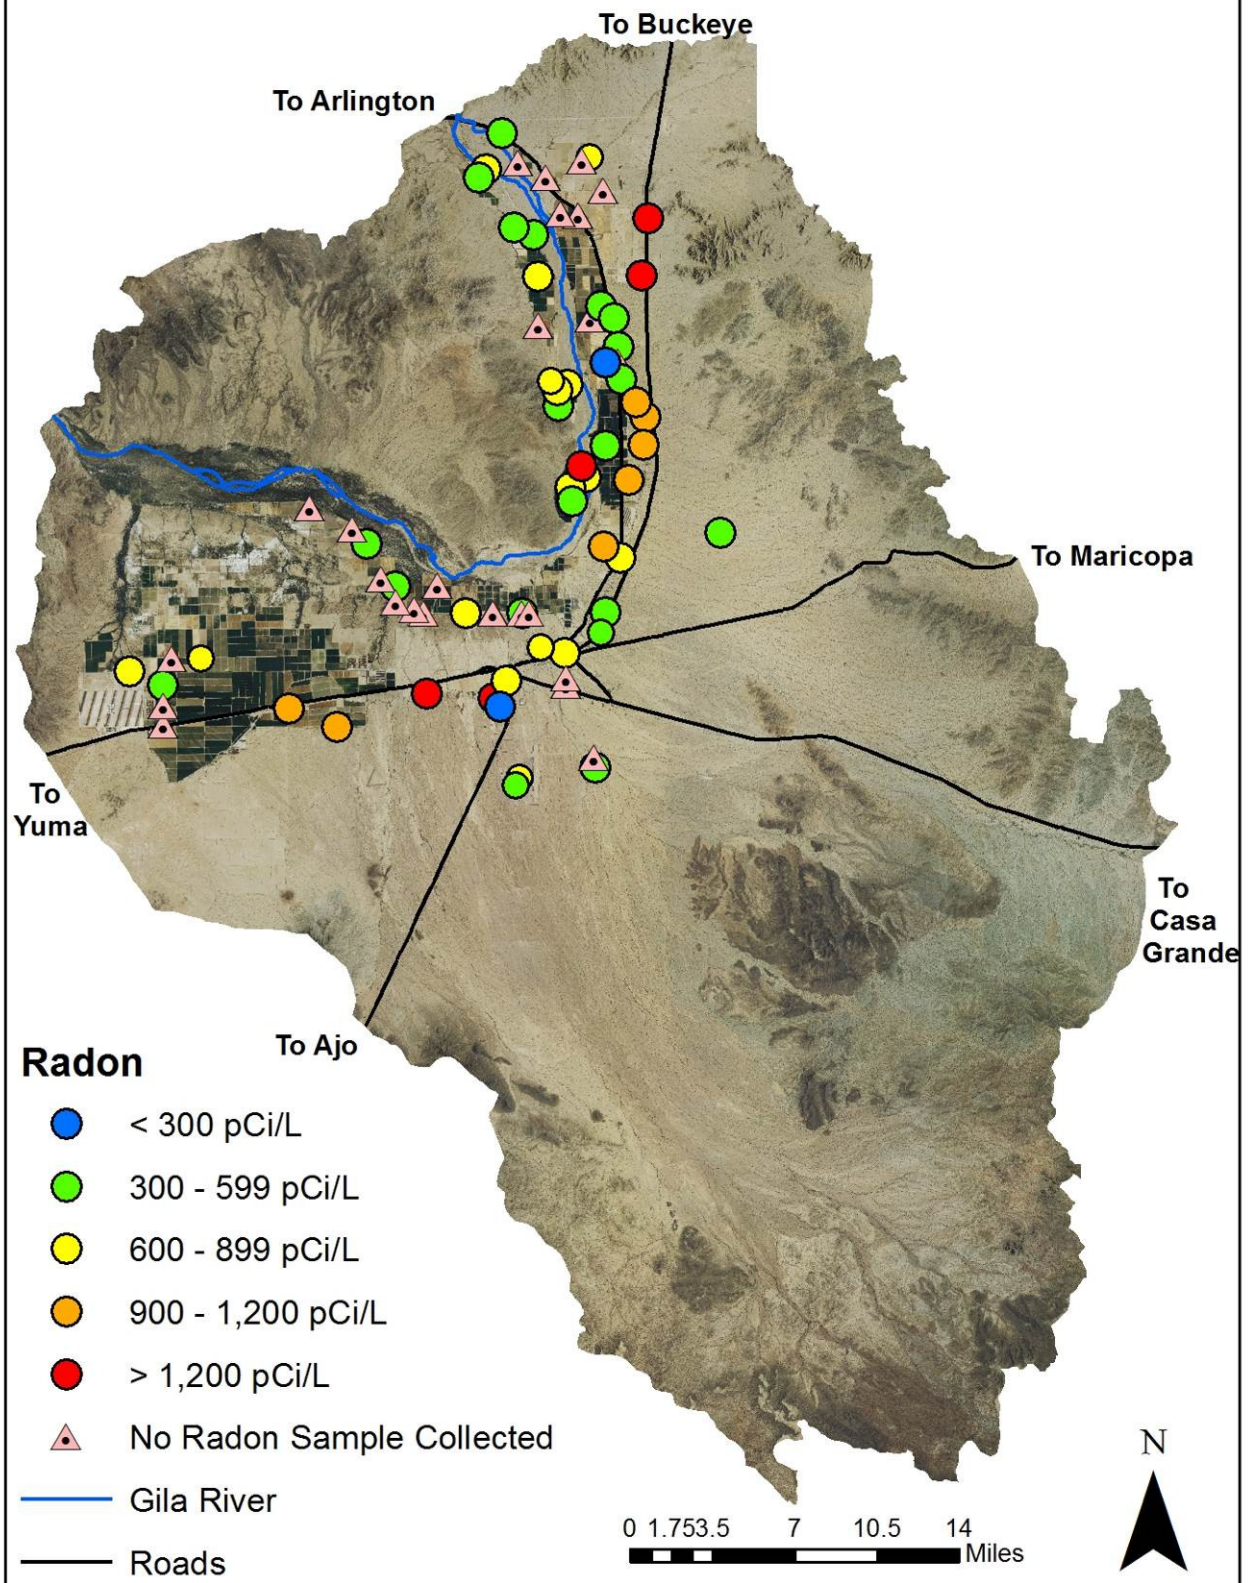 To Buckeye
To Arlington
To Maricopa
To
Yuma
To
Casa
Grande
To Ajo
Radon
< 300 pCi/L
300 - 599 pCi/L
600 - 899 pCi/L
900 - 1,200 pCi/L
> 1,200 pCi/L
No Radon Sample Collected
Gila River
Roads
N
0 1.753.5 7 10.5 14
Miles